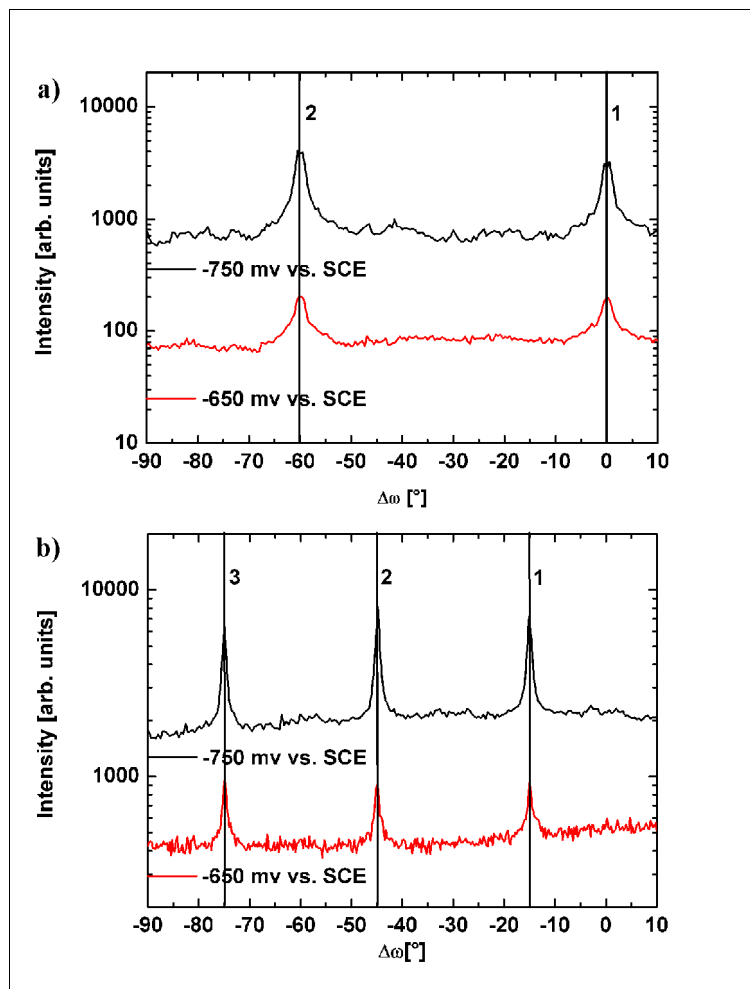 a)
10000
1000
100
10
Intensity [arb. units]
2
1
-750 mv vs. SCE
-650 mv vs. SCE
-90 -80 -70 -60 -50 -40 -30 -20 -10 0 10
Δω [°]
b)
10000
1000
Intensity [arb. units]
3
2
1
-750 mv vs. SCE
-650 mv vs. SCE
-90 -80 -70 -60 -50 -40 -30 -20 -10 0 10
Δω[°]